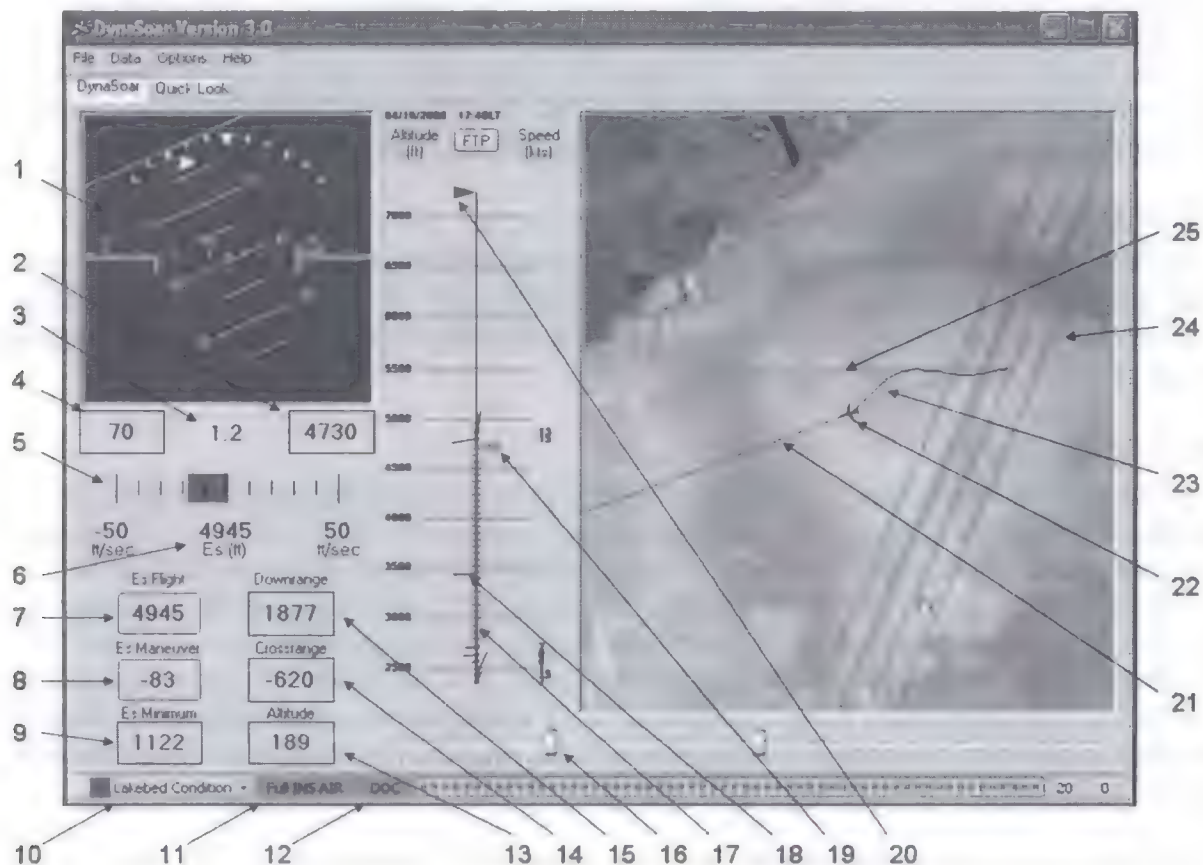 DynaSoar Version 3.0
File Data Options Help
DynaSoar Quick Look
Altitude (ft)
FTP
Speed (kts)
7000
6500
6000
5500
5000
4500
4000
3500
3000
2500
70
1.2
4730
-50 ft/sec
4945 Es (ft)
50 ft/sec
Es Flight
4945
Downrange
1877
Es Maneuver
-83
Crossrange
-620
Es Minimum
1122
Altitude
189
Lakebed Condition
Full INS-AIR
DOC
20 0
1
2
3
4
5
6
7
8
9
10 11 12 13 14 15 16 17 18 19 20
25
24
23
22
21